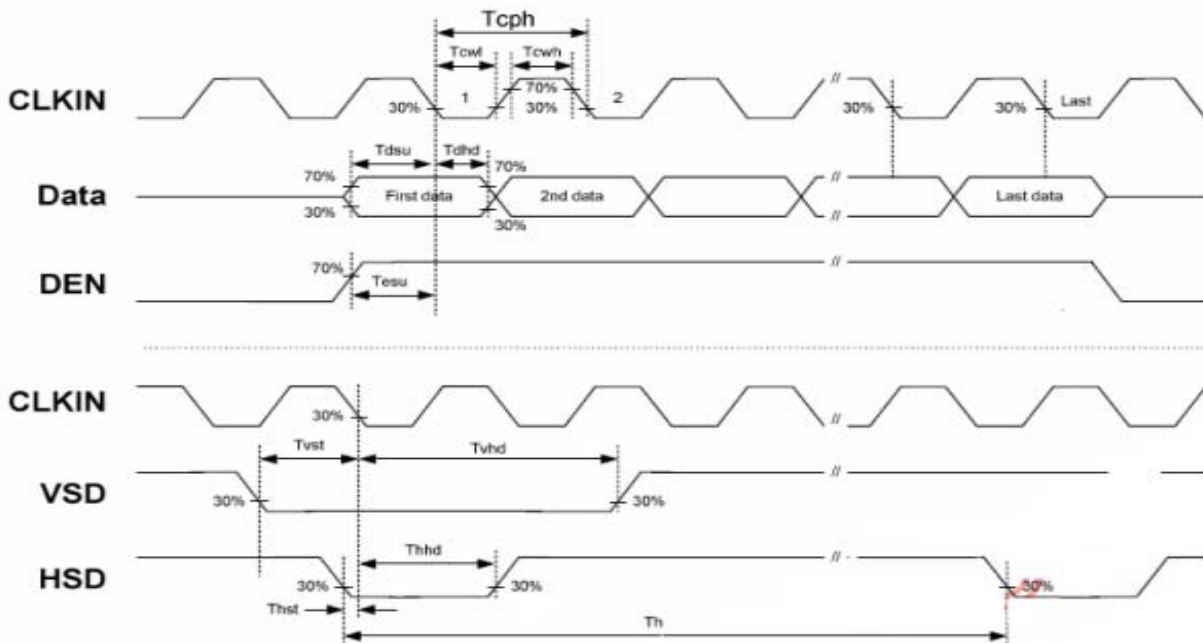 Tcph
Tcwl Tcwh
CLKIN 30% 1 70% 30% 2 // 30% 30% Last
Tdsu Tdhd
Data 70% 30% First data 70% 30% 2nd data // Last data
DEN 70% Tesu //
CLKIN 30% //
Tvst Tvhd
VSD 30% 30% //
Thhd
HSD 30% 30% // 30%
Thst
Th